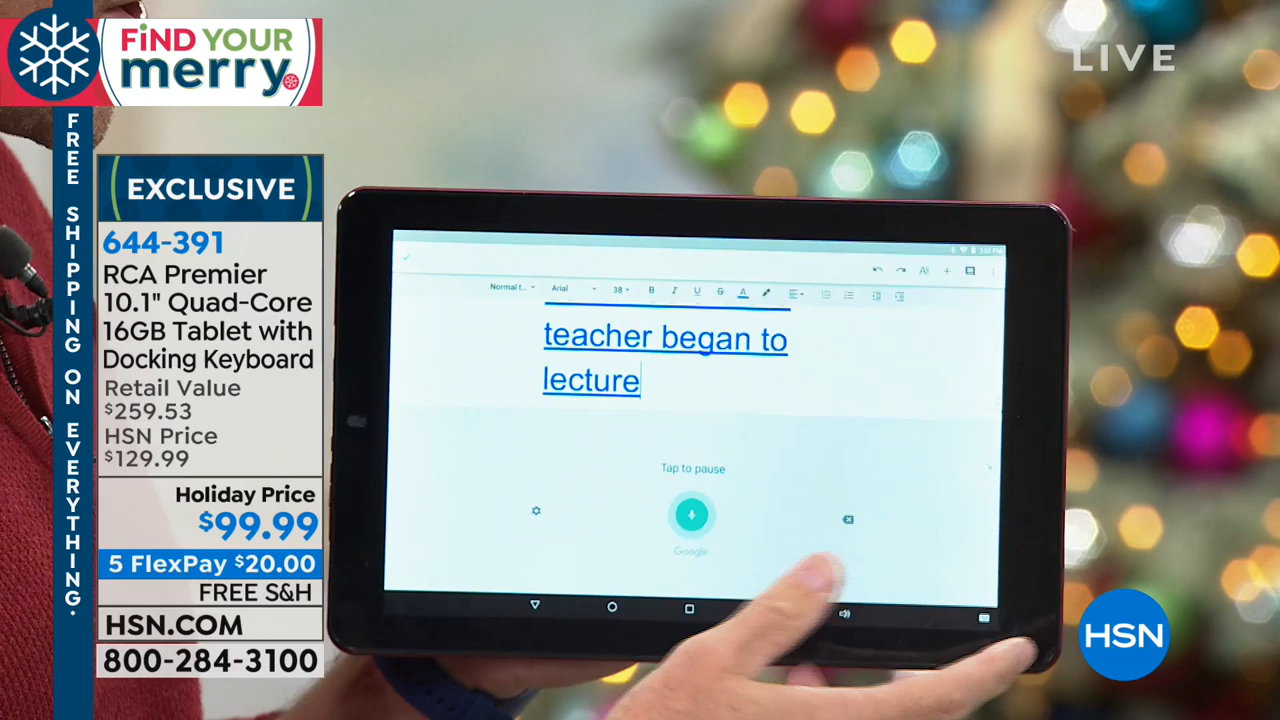 FiND YOUR
merry.
LIVE
FREE SHIPPING ON EVERYTHING.*
EXCLUSIVE
644-391
RCA Premier
10.1" Quad-Core
16GB Tablet with
Docking Keyboard
Retail Value
$259.53
HSN Price
$129.99
Holiday Price
$99.99
5 FlexPay $20.00
FREE S&H
HSN.COM
800-284-3100
Normal t...
Arial
38
B
I
U
S
A
teacher began to
lecture
Tap to pause
Google
HSN